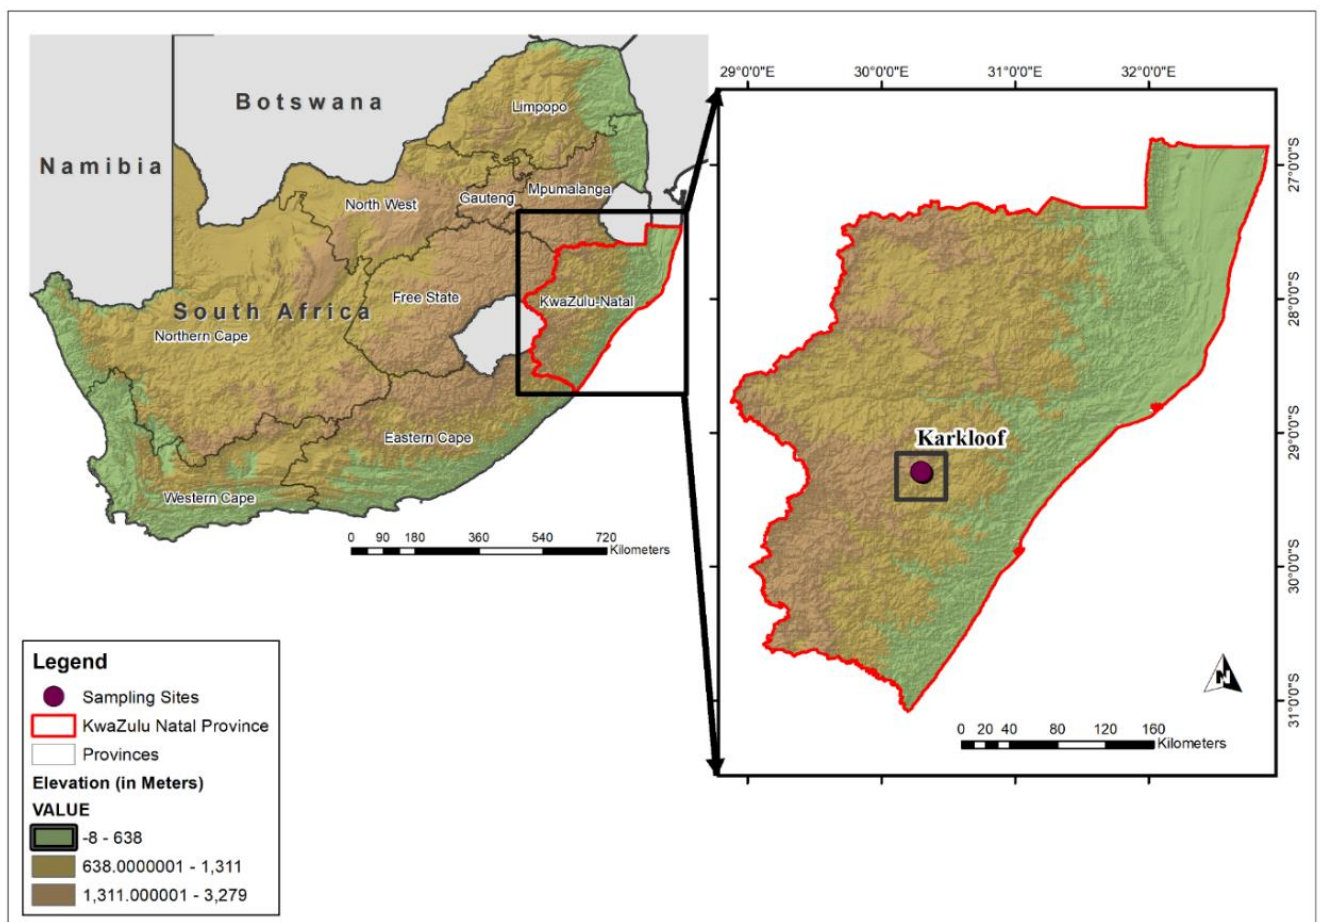 Botswana
Namibia
Limpopo
Mpumalanga
Gauteng
North West
Free State
KwaZulu-Natal
South Africa
Northern Cape
Eastern Cape
Western Cape
0 90 180 360 540 720
Kilometers
29°0'0"E 30°0'0"E 31°0'0"E 32°0'0"E
27°0'0"S
28°0'0"S
29°0'0"S
30°0'0"S
31°0'0"S
Karkloof
N
0 20 40 80 120 160
Kilometers
Legend
Sampling Sites
KwaZulu Natal Province
Provinces
Elevation (in Meters)
VALUE
-8 - 638
638.0000001 - 1,311
1,311.000001 - 3,279